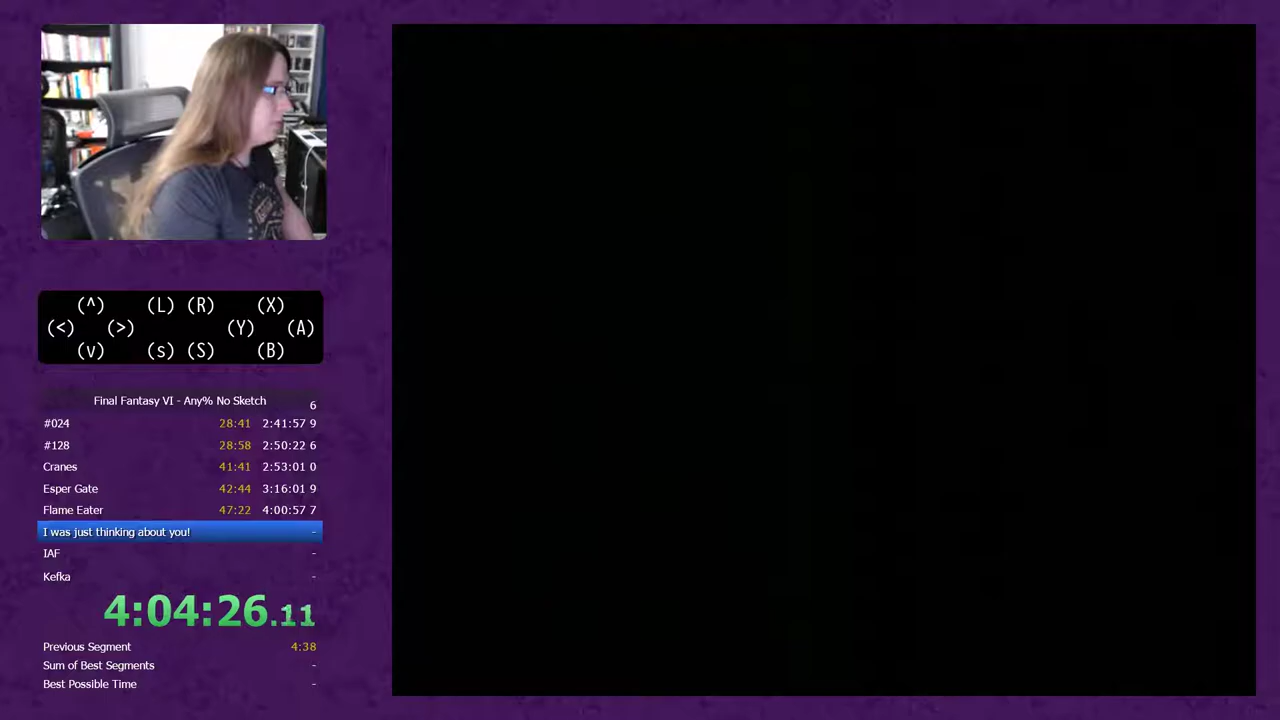 (^) (L) (R) (X)
(<) (>) (Y) (A)
(v) (s) (S) (B)
Final Fantasy VI - Any% No Sketch 6
#024 28:41 2:41:57 9
#128 28:58 2:50:22 6
Cranes 41:41 2:53:01 0
Esper Gate 42:44 3:16:01 9
Flame Eater 47:22 4:00:57 7
I was just thinking about you! -
IAF -
Kefka -
4:04:26.11
Previous Segment 4:38
Sum of Best Segments -
Best Possible Time -